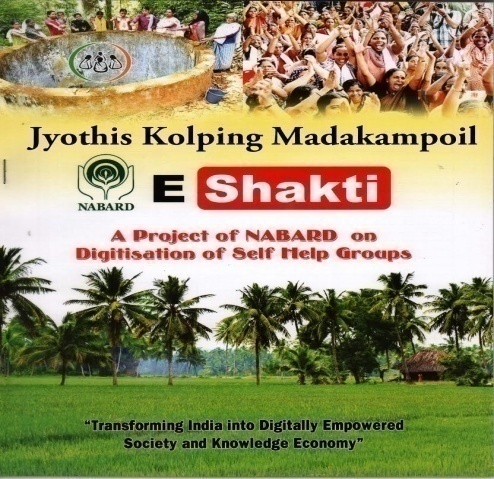 Jyothis Kolping Madakampoil
NABARD
E Shakti
A Project of NABARD on
Digitisation of Self Help Groups
"Transforming India into Digitally Empowered
Society and Knowledge Economy"